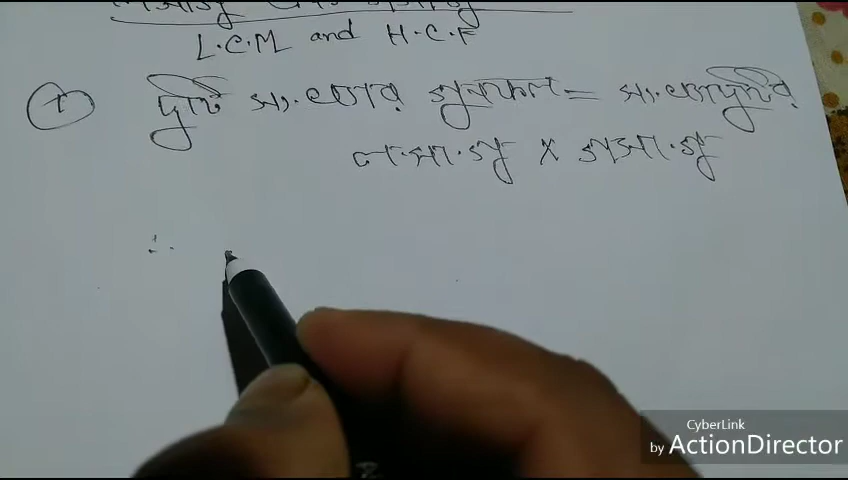 L.C.M and H.C.F
① দুটি সং.খ্যার গুণফল = সং.খ্যাদুটির
ল.সা.গু × গ.সা.গু
∴
CyberLink
by ActionDirector